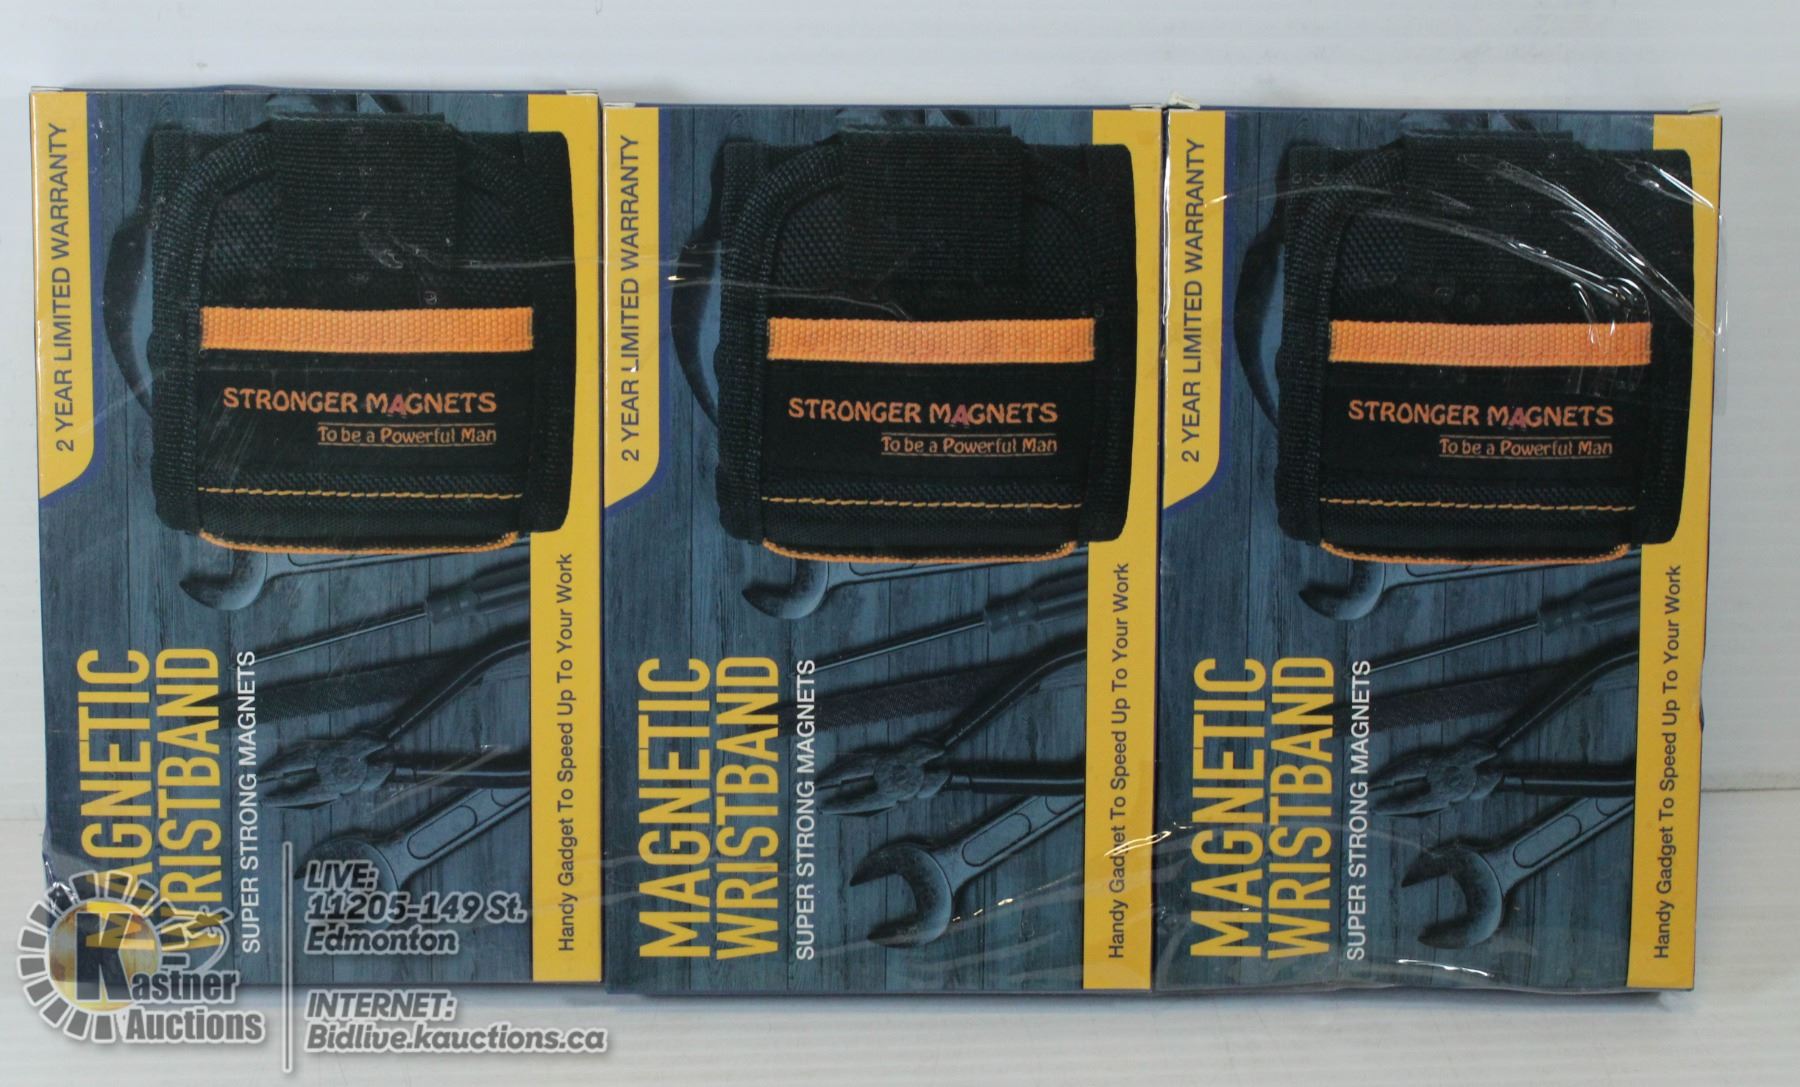 2 YEAR LIMITED WARRANTY
STRONGER MAGNETS
To be a Powerful Man
MAGNETIC
WRISTBAND
SUPER STRONG MAGNETS
Handy Gadget To Speed Up To Your Work
2 YEAR LIMITED WARRANTY
STRONGER MAGNETS
To be a Powerful Man
MAGNETIC
WRISTBAND
SUPER STRONG MAGNETS
Handy Gadget To Speed Up To Your Work
2 YEAR LIMITED WARRANTY
STRONGER MAGNETS
To be a Powerful Man
MAGNETIC
WRISTBAND
SUPER STRONG MAGNETS
Handy Gadget To Speed Up To Your Work
Kastner
Auctions
LIVE:
11205-149 St.
Edmonton
INTERNET:
Bidlive.kauctions.ca